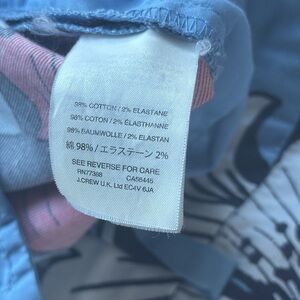 98% COTTON / 2% ELASTANE
98% COTON / 2% ÉLASTHANNE
98% BAUMWOLLE / 2% ELASTAN
綿 98% / エラステーン 2%
SEE REVERSE FOR CARE
RN77388 CA58445
J.CREW U.K. Ltd EC4V 6JA